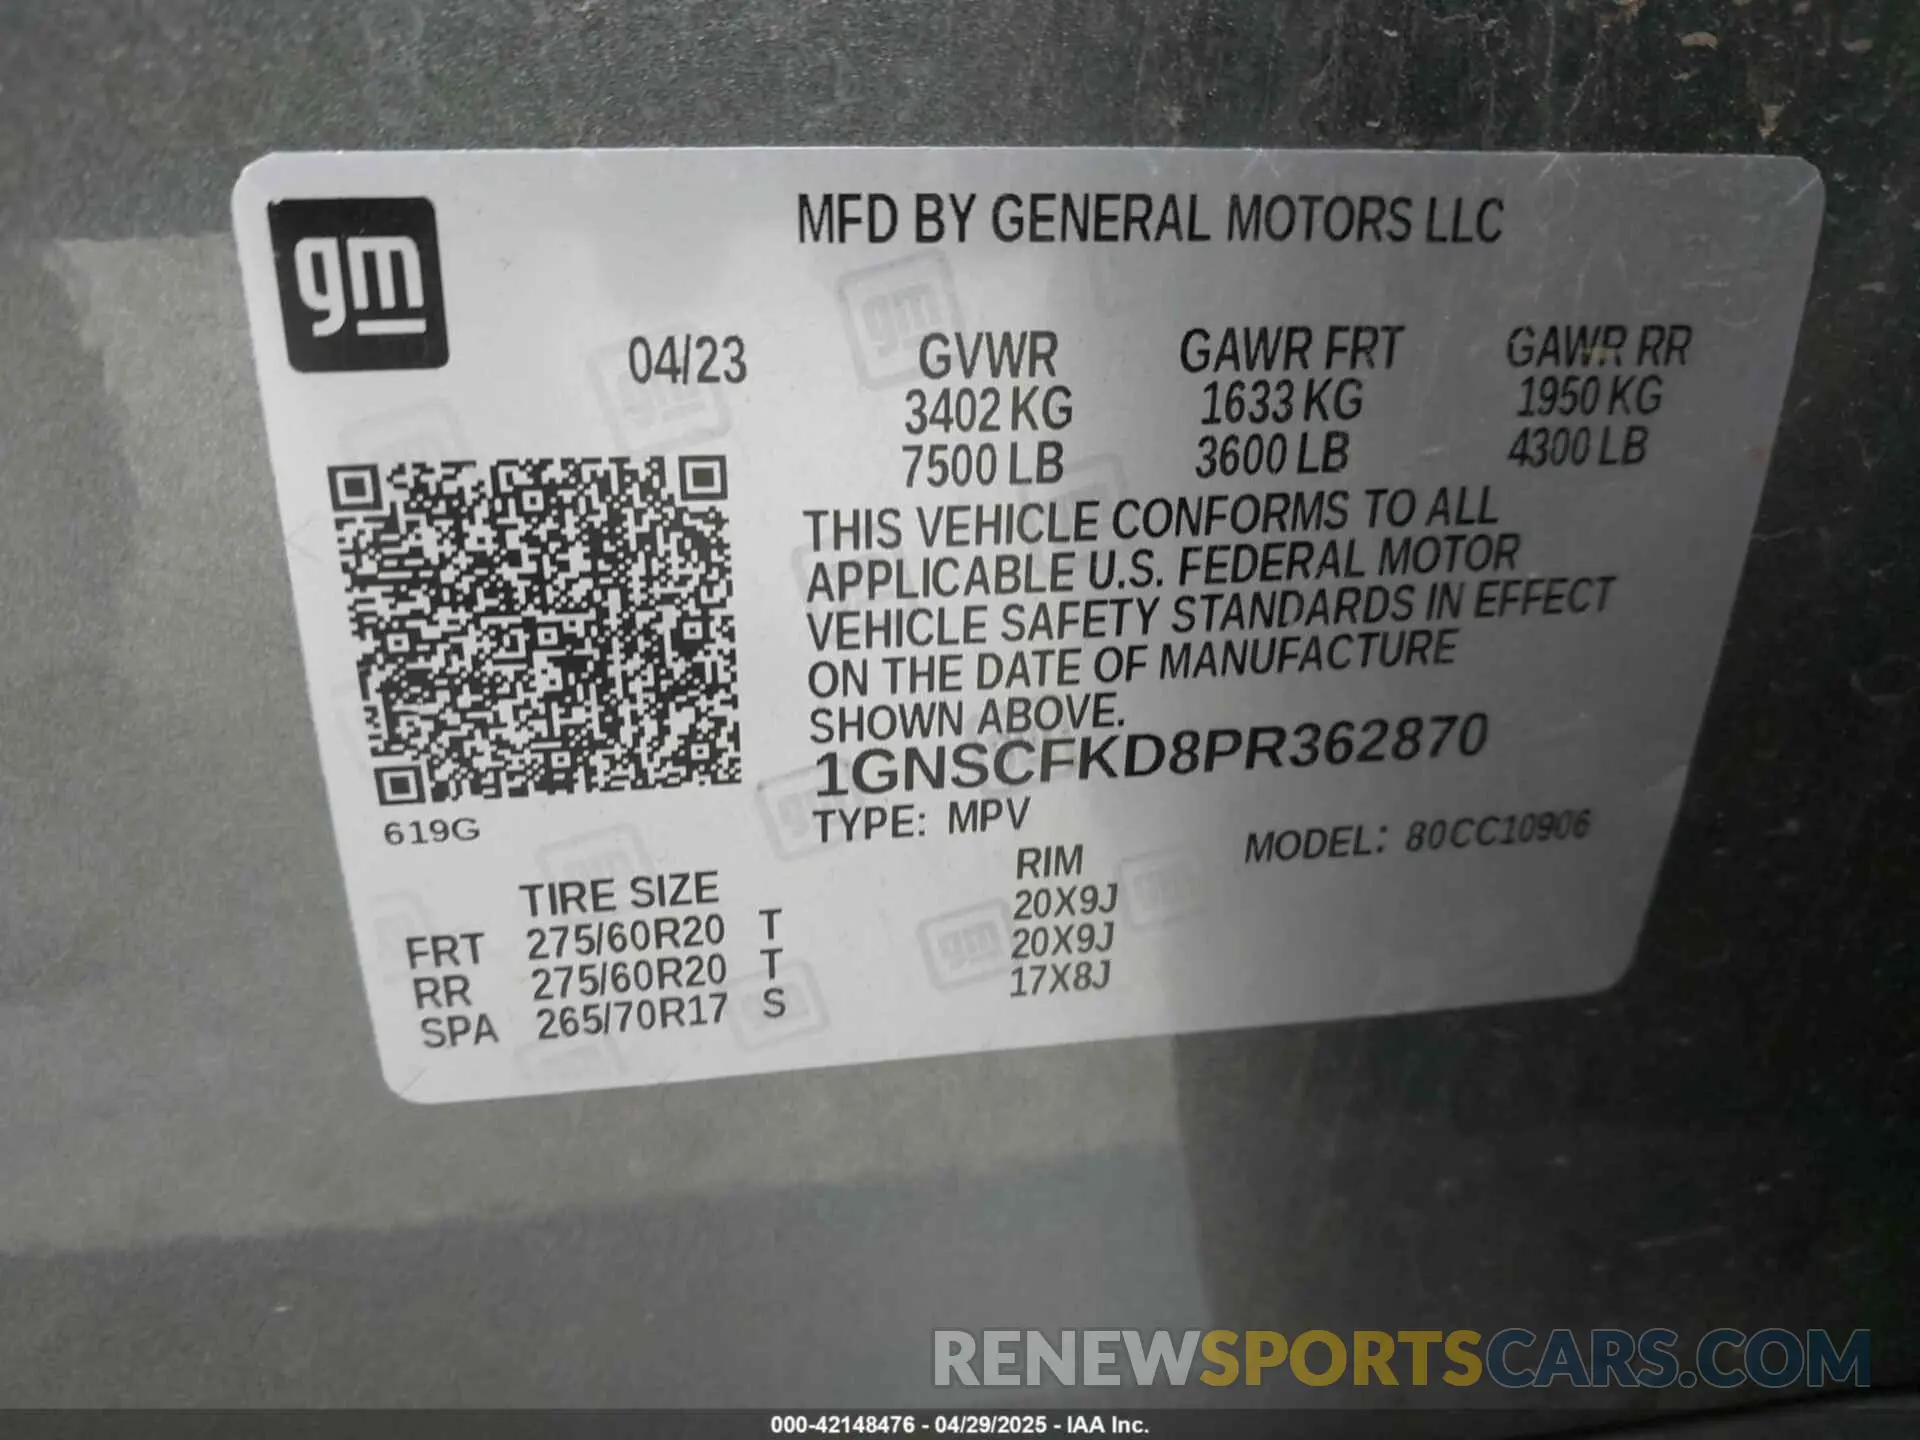 gm
MFD BY GENERAL MOTORS LLC
04/23
GVWR GAWR FRT GAWR RR
3402 KG 1633 KG 1950 KG
7500 LB 3600 LB 4300 LB
THIS VEHICLE CONFORMS TO ALL
APPLICABLE U.S. FEDERAL MOTOR
VEHICLE SAFETY STANDARDS IN EFFECT
ON THE DATE OF MANUFACTURE
SHOWN ABOVE.
1GNSCFKD8PR362870
619G
TYPE: MPV MODEL: 80CC10906
TIRE SIZE RIM
FRT 275/60R20 T 20X9J
RR 275/60R20 T 20X9J
SPA 265/70R17 S 17X8J
RENEWSPORTSCARS.COM
000-42148476 - 04/29/2025 - IAA Inc.